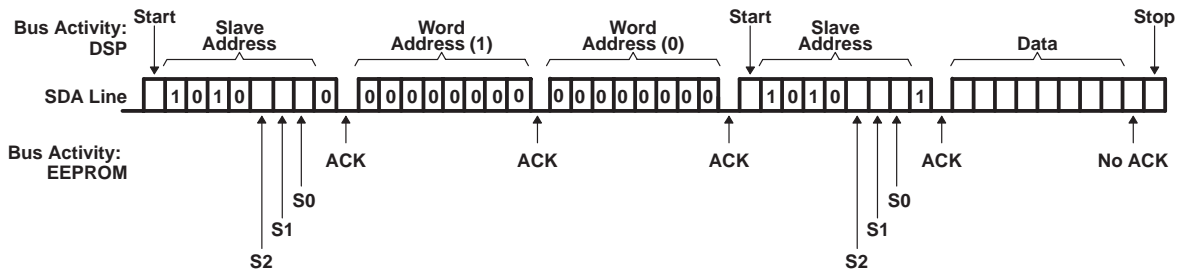 Bus Activity: DSP
Start
Slave Address
Word Address (1)
Word Address (0)
Start
Slave Address
Data
Stop
SDA Line
1 0 1 0 0
0 0 0 0 0 0 0 0
0 0 0 0 0 0 0 0
1 0 1 0 1
Bus Activity: EEPROM
ACK
ACK
ACK
ACK
No ACK
S0
S0
S1
S1
S2
S2